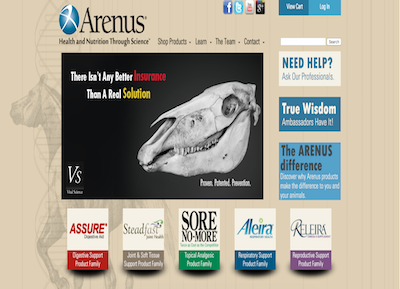 Arenus®
Health and Nutrition Through Science™
View Cart
Log In
Shop Products
Learn
The Team
Contact
Search
There Isn't Any Better Insurance
Than A Real Solution
Vs
Vital Science
Proven. Patented. Prevention.
NEED HELP?
Ask Our Professionals.
True Wisdom
Ambassadors Have It!
The ARENUS
difference
Discover why Arenus products
make the difference to you and
your animals.
ASSURE®
Digestive Aid
Digestive Support
Product Family
Steadfast
Joint Health
Joint & Soft Tissue
Support Product Family
SORE
NO-MORE®
Topical Analgesic
Product Family
Aleira
Respiratory Support
Product Family
RELEIRA
Reproductive Support
Product Family